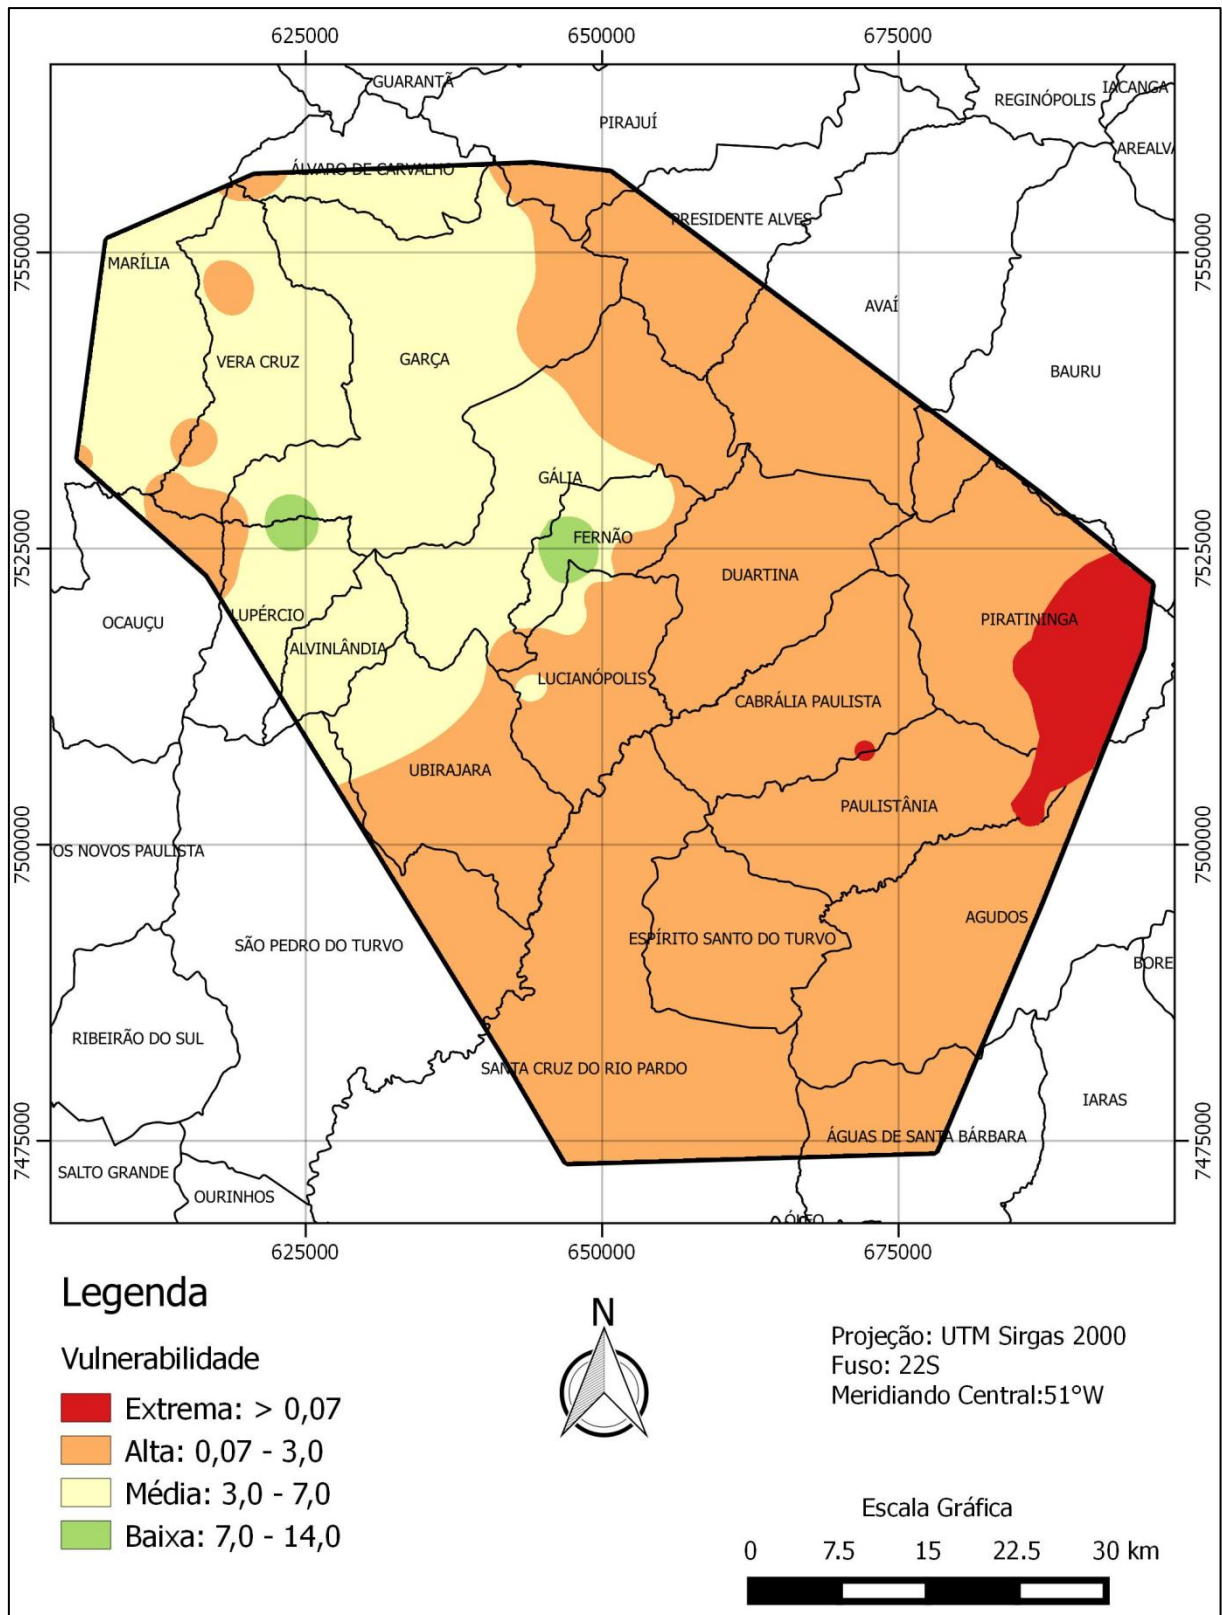 625000
650000
675000
GUARANTÃ
IACANGA
REGINÓPOLIS
PIRAJUÍ
AREALVA
ÁLVARO DE CARVALHO
PRESIDENTE ALVES
7550000
7550000
MARÍLIA
AVAÍ
VERA CRUZ
GARÇA
BAURU
GÁLIA
FERNÃO
7525000
7525000
DUARTINA
LUPÉRCIO
PIRATININGA
OCAUÇU
ALVINLÂNDIA
LUCIANÓPOLIS
CABRÁLIA PAULISTA
UBIRAJARA
PAULISTÂNIA
7500000
7500000
OS NOVOS PAULISTA
AGUDOS
ESPÍRITO SANTO DO TURVO
SÃO PEDRO DO TURVO
BORE
RIBEIRÃO DO SUL
SANTA CRUZ DO RIO PARDO
IARAS
7475000
7475000
ÁGUAS DE SANTA BÁRBARA
SALTO GRANDE
OURINHOS
ÓLEO
625000
650000
675000
Legenda
Vulnerabilidade
Extrema: > 0,07
Alta: 0,07 - 3,0
Média: 3,0 - 7,0
Baixa: 7,0 - 14,0
N
Projeção: UTM Sirgas 2000
Fuso: 22S
Meridiando Central:51°W
Escala Gráfica
0 7.5 15 22.5 30 km